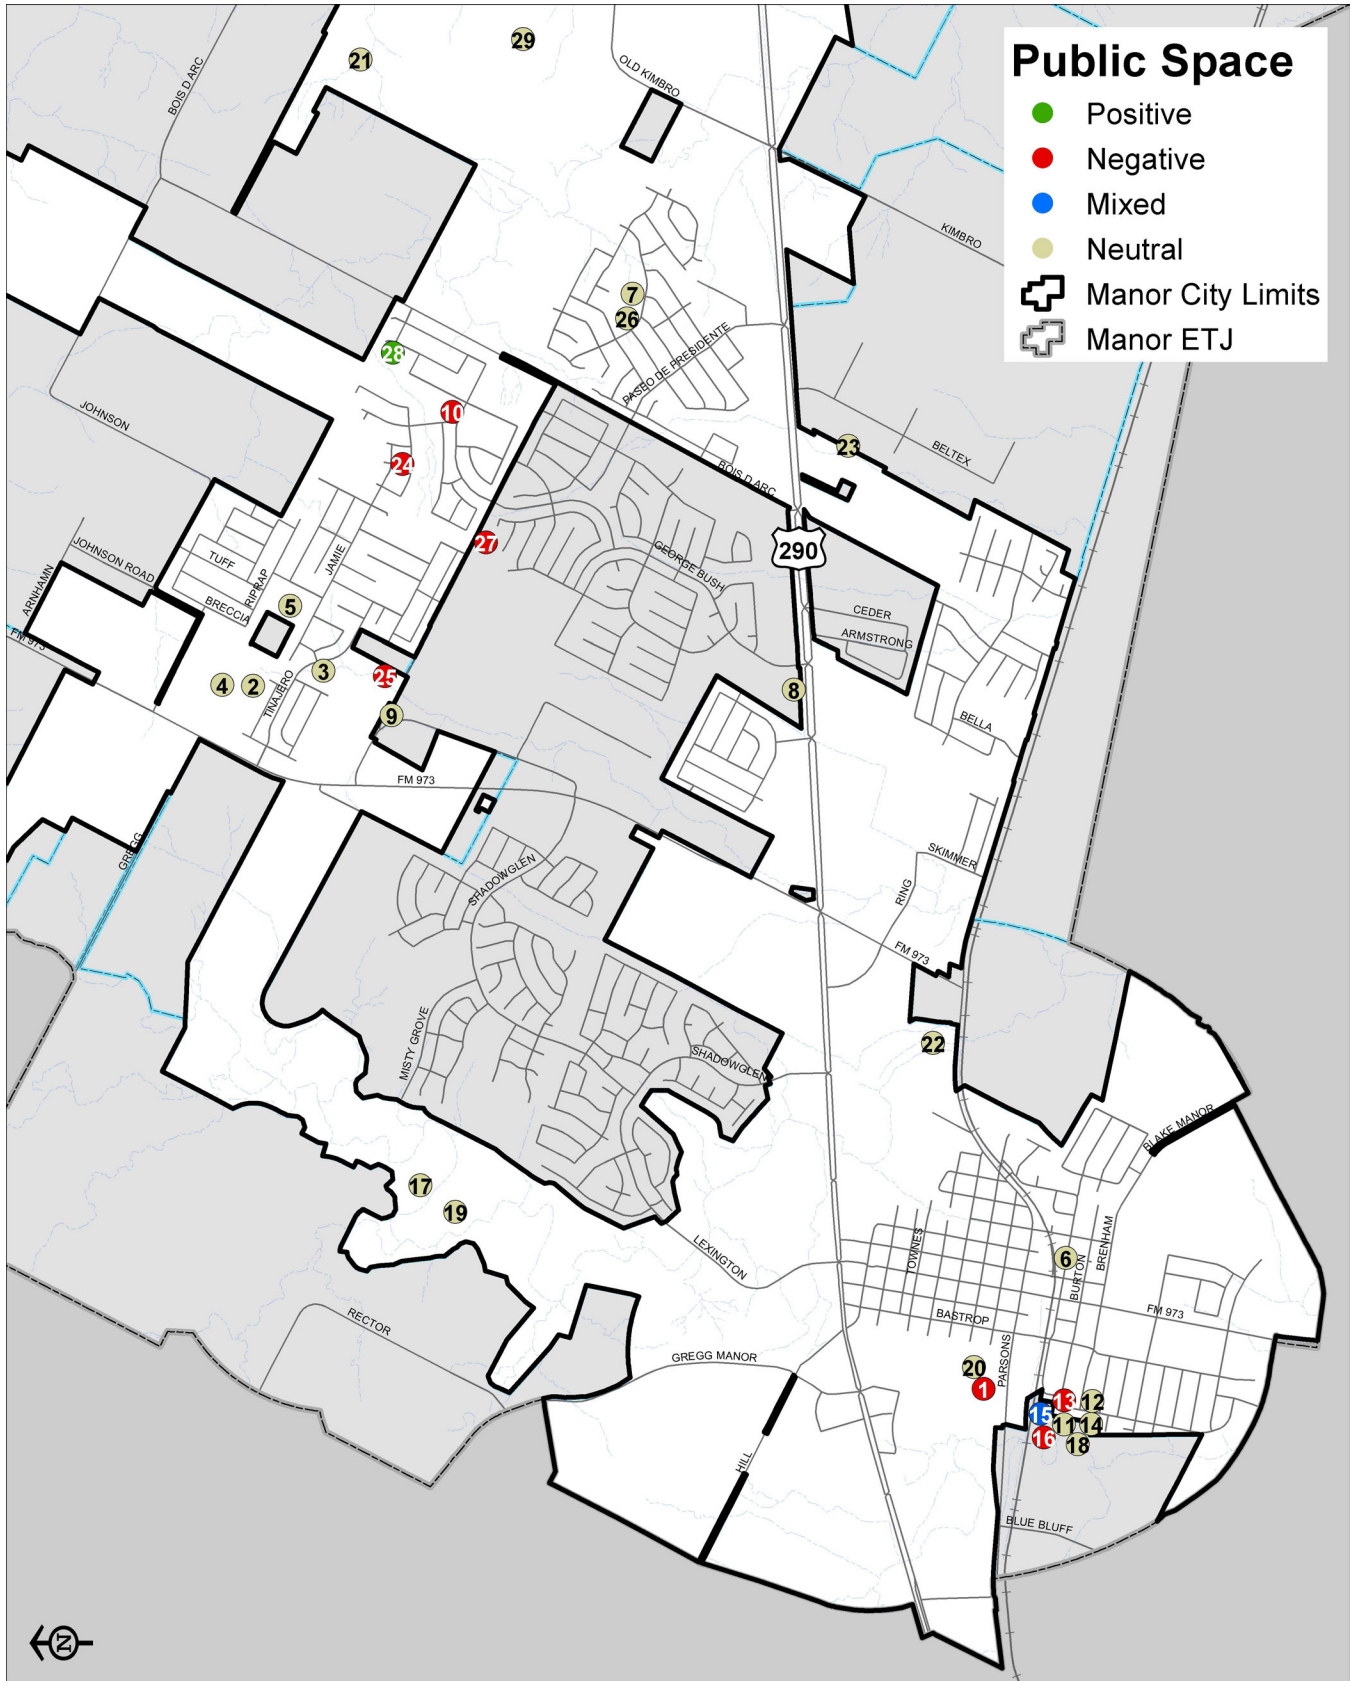 Public Space
Positive
Negative
Mixed
Neutral
Manor City Limits
Manor ETJ
29
21
BOIS D ARC
OLD KIMBRO
KIMBRO
7
26
PASEO DE PRESIDENTE
28
10
JOHNSON
24
23
BELTEX
BOIS D ARC
27
290
JOHNSON ROAD
TUFF
JAMIE
GEORGE BUSH
ARNHAMN
RIPRAP
BRECCIA
5
CEDER
ARMSTRONG
FM 973
3
25
4
2
TINAJERO
8
9
BELLA
FM 973
GREGG
SHADOWGLEN
SKIMMER
RING
FM 973
MISTY GROVE
22
SHADOWGLEN
BLAKE MANOR
17
19
LEXINGTON
TOWNES
BRENHAM
6
BURTON
RECTOR
BASTROP
FM 973
GREGG MANOR
PARSONS
20
1
13
12
15
11
14
16
18
HILL
BLUE BLUFF
N